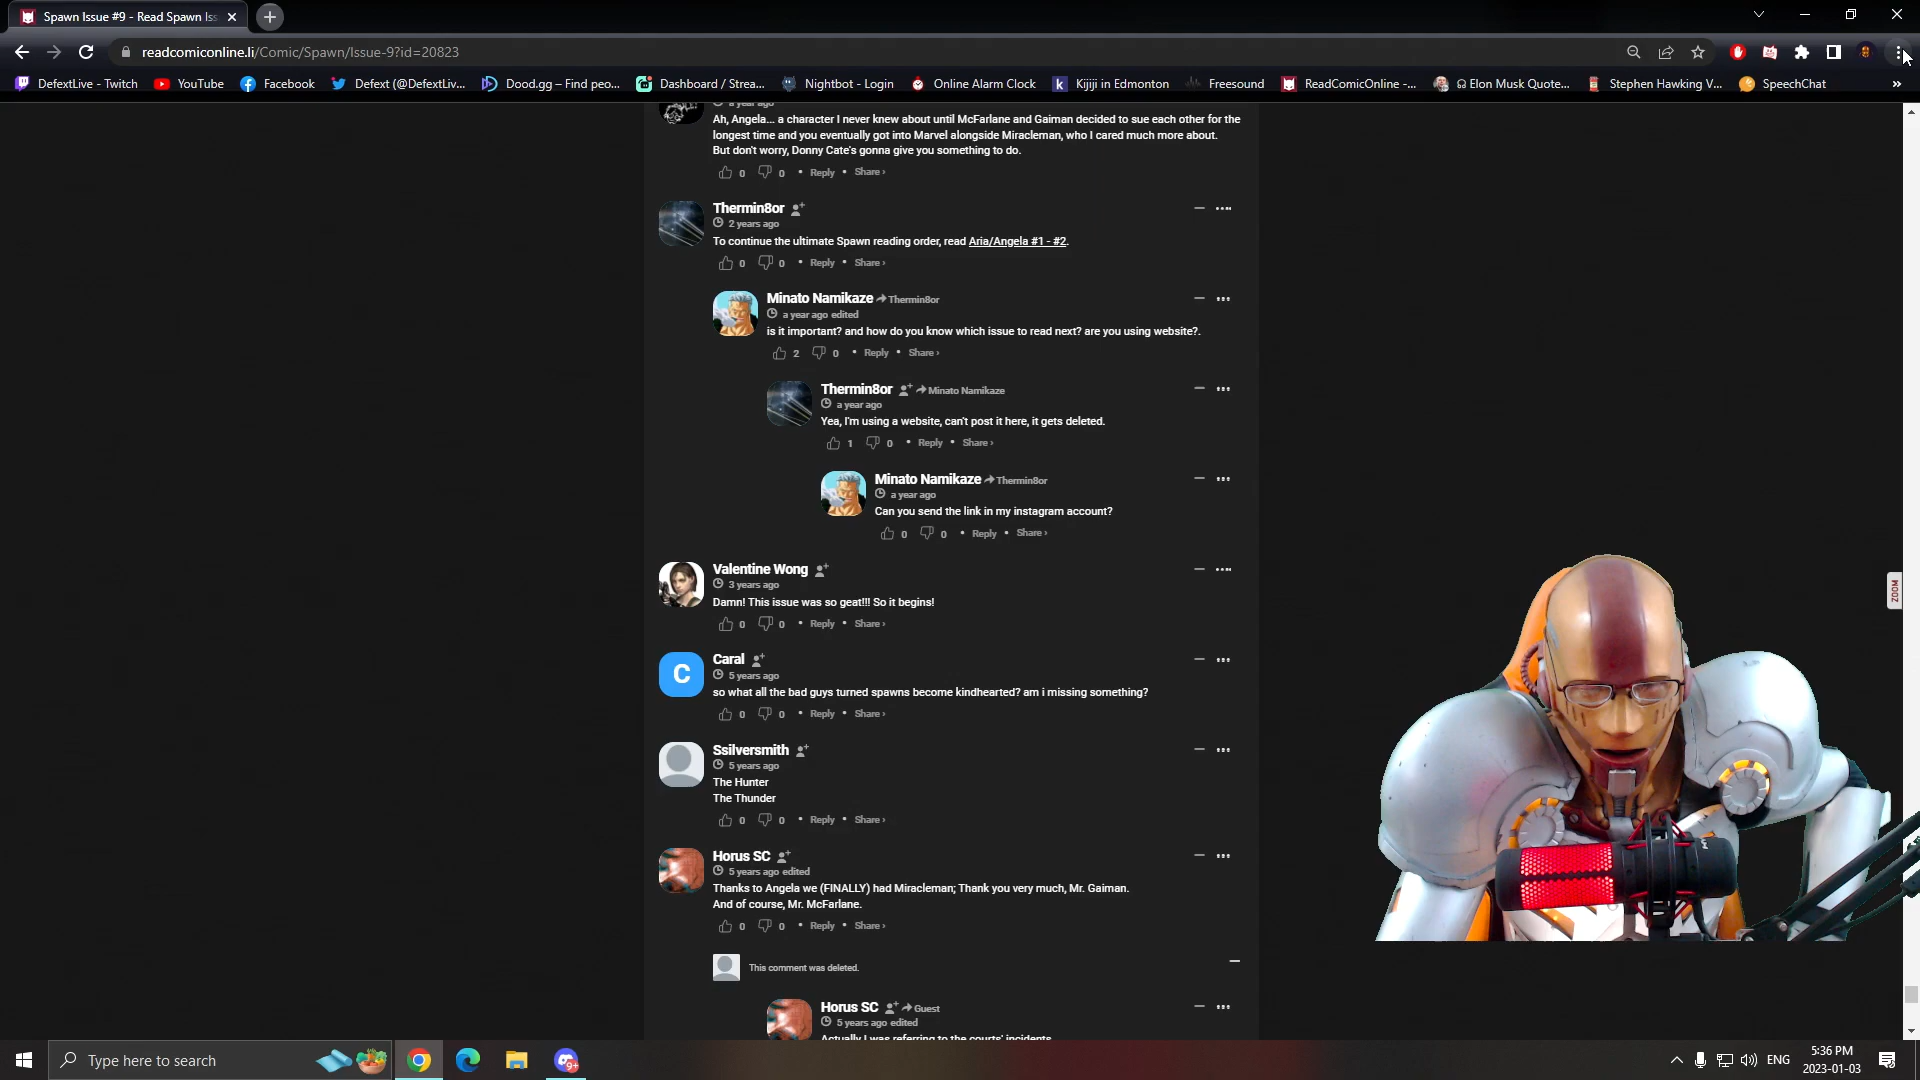 Spawn Issue #9 - Read Spawn Iss
readcomiconline.li/Comic/Spawn/Issue-9?id=20823
DefextLive - Twitch YouTube Facebook Defext (@DefextLiv... Dood.gg – Find peo... Dashboard / Strea... Nightbot - Login Online Alarm Clock Kijiji in Edmonton Freesound ReadComicOnline -... Elon Musk Quote... Stephen Hawking V... SpeechChat »
a year ago
Ah, Angela... a character I never knew about until McFarlane and Gaiman decided to sue each other for the
longest time and you eventually got into Marvel alongside Miracleman, who I cared much more about.
But don't worry, Donny Cate's gonna give you something to do.
0 0 • Reply • Share ›
Thermin8or
2 years ago
To continue the ultimate Spawn reading order, read Aria/Angela #1 - #2.
0 0 • Reply • Share ›
Minato Namikaze Thermin8or
a year ago edited
is it important? and how do you know which issue to read next? are you using website?.
2 0 • Reply • Share ›
Thermin8or Minato Namikaze
a year ago
Yea, I'm using a website, can't post it here, it gets deleted.
1 0 • Reply • Share ›
Minato Namikaze Thermin8or
a year ago
Can you send the link in my instagram account?
0 0 • Reply • Share ›
Valentine Wong
3 years ago
Damn! This issue was so geat!!! So it begins!
0 0 • Reply • Share ›
C
Caral
5 years ago
so what all the bad guys turned spawns become kindhearted? am i missing something?
0 0 • Reply • Share ›
Ssilversmith
5 years ago
The Hunter
The Thunder
0 0 • Reply • Share ›
Horus SC
5 years ago edited
Thanks to Angela we (FINALLY) had Miracleman; Thank you very much, Mr. Gaiman.
And of course, Mr. McFarlane.
0 0 • Reply • Share ›
This comment was deleted.
Horus SC Guest
5 years ago edited
Actually I was referring to the courts' incidents
ZOOM
Type here to search
9+
ENG
5:36 PM
2023-01-03